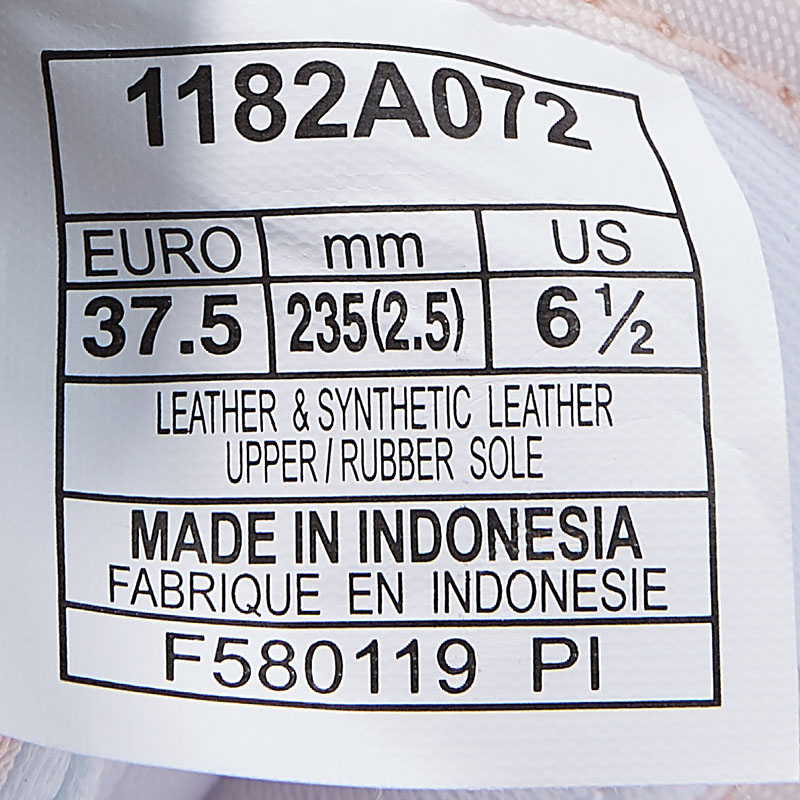 1182A072
EURO mm US
37.5 235(2.5) 6 ½
LEATHER & SYNTHETIC LEATHER
UPPER / RUBBER SOLE
MADE IN INDONESIA
FABRIQUE EN INDONESIE
F580119 PI